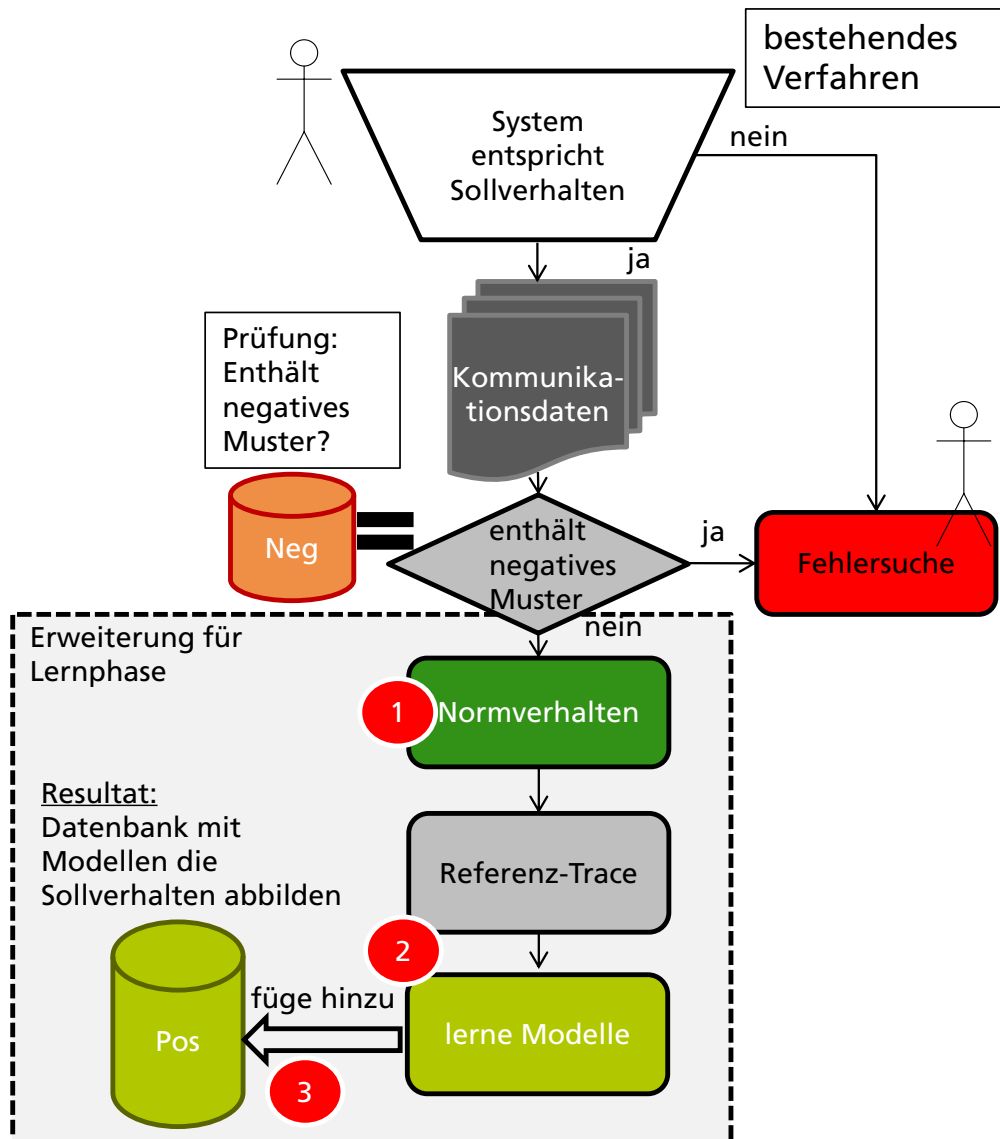 bestehendes
Verfahren
System
entspricht
Sollverhalten
nein
ja
Kommunika-
tionsdaten
Prüfung:
Enthält
negatives
Muster?
Neg
enthält
negatives
Muster
ja
Fehlersuche
nein
Erweiterung für
Lernphase
1
Normverhalten
Resultat:
Datenbank mit
Modellen die
Sollverhalten abbilden
Referenz-Trace
2
füge hinzu
lerne Modelle
Pos
3